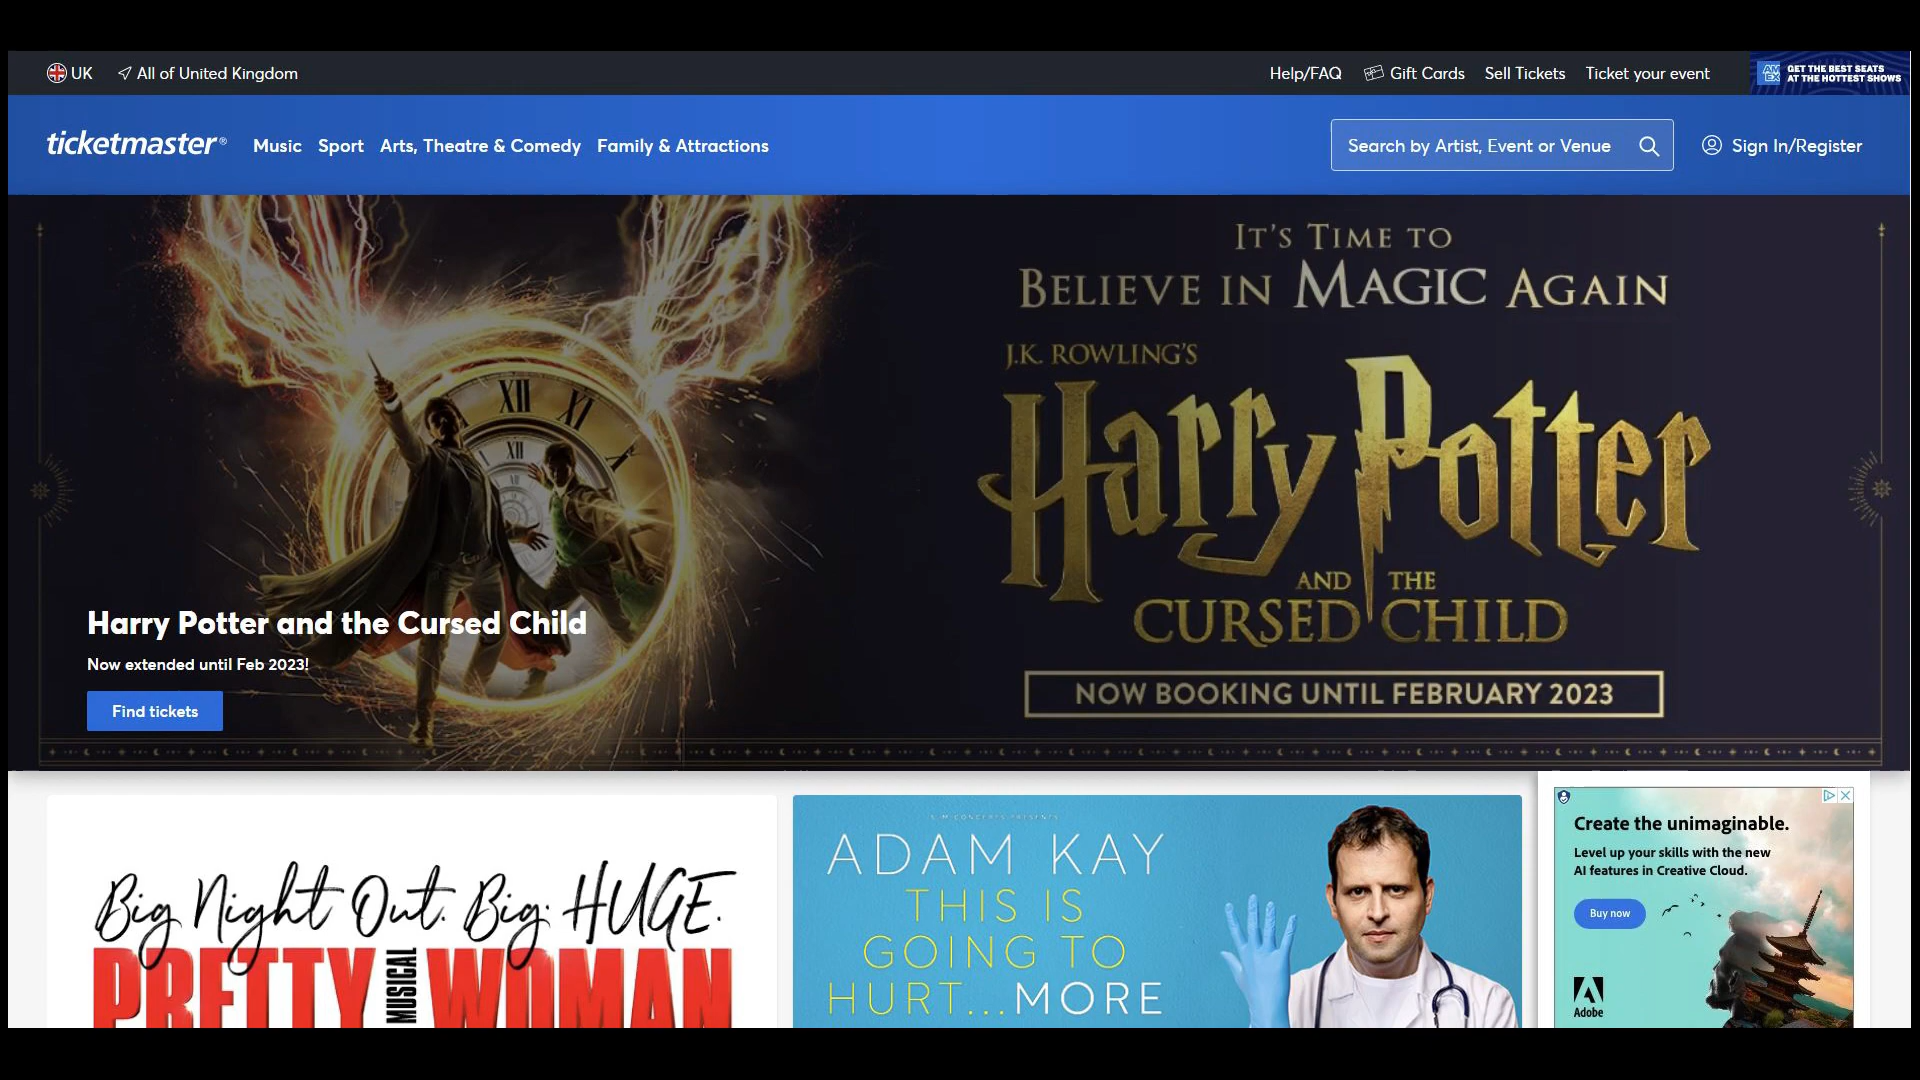 UK
All of United Kingdom
Help/FAQ
Gift Cards
Sell Tickets
Ticket your event
AM
EX
GET THE BEST SEATS
AT THE HOTTEST SHOWS
ticketmaster®
Music
Sport
Arts, Theatre & Comedy
Family & Attractions
Search by Artist, Event or Venue
Sign In/Register
IT'S TIME TO
BELIEVE IN MAGIC AGAIN
J.K. ROWLING'S
Harry Potter
AND THE
CURSED CHILD
NOW BOOKING UNTIL FEBRUARY 2023
XII
XI
XII
Harry Potter and the Cursed Child
Now extended until Feb 2023!
Find tickets
Big Night Out. Big. HUGE.
PRETTY WOMAN
MUSICAL
ADAM KAY
THIS IS
GOING TO
HURT...MORE
Create the unimaginable.
Level up your skills with the new
AI features in Creative Cloud.
Buy now
Adobe